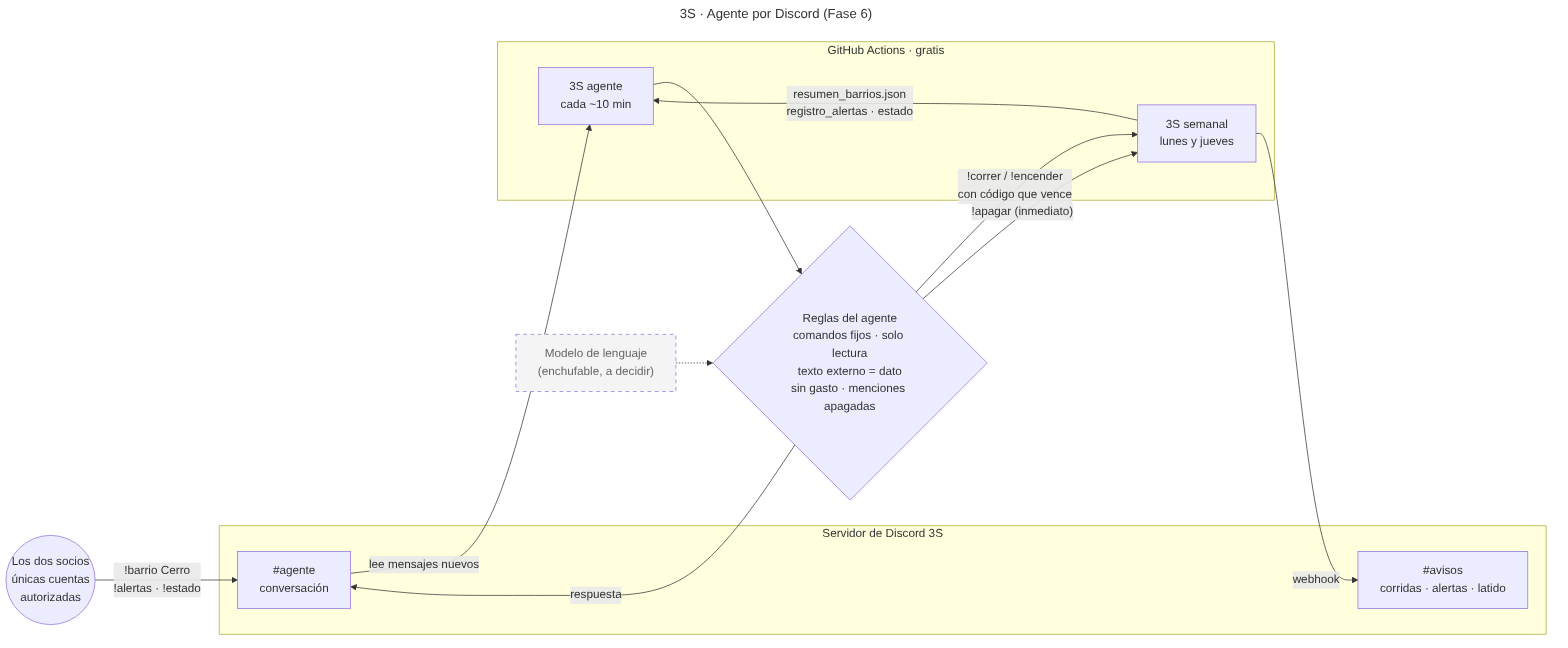 3S · Agente por Discord (Fase 6)
GitHub Actions · gratis
3S agente
cada ~10 min
resumen_barrios.json
registro_alertas · estado
3S semanal
lunes y jueves
!correr / !encender
con código que vence
!apagar (inmediato)
Modelo de lenguaje
(enchufable, a decidir)
Reglas del agente
comandos fijos · solo
lectura
texto externo = dato
sin gasto · menciones
apagadas
Servidor de Discord 3S
Los dos socios
únicas cuentas
autorizadas
!barrio Cerro
!alertas · !estado
#agente
conversación
lee mensajes nuevos
respuesta
webhook
#avisos
corridas · alertas · latido